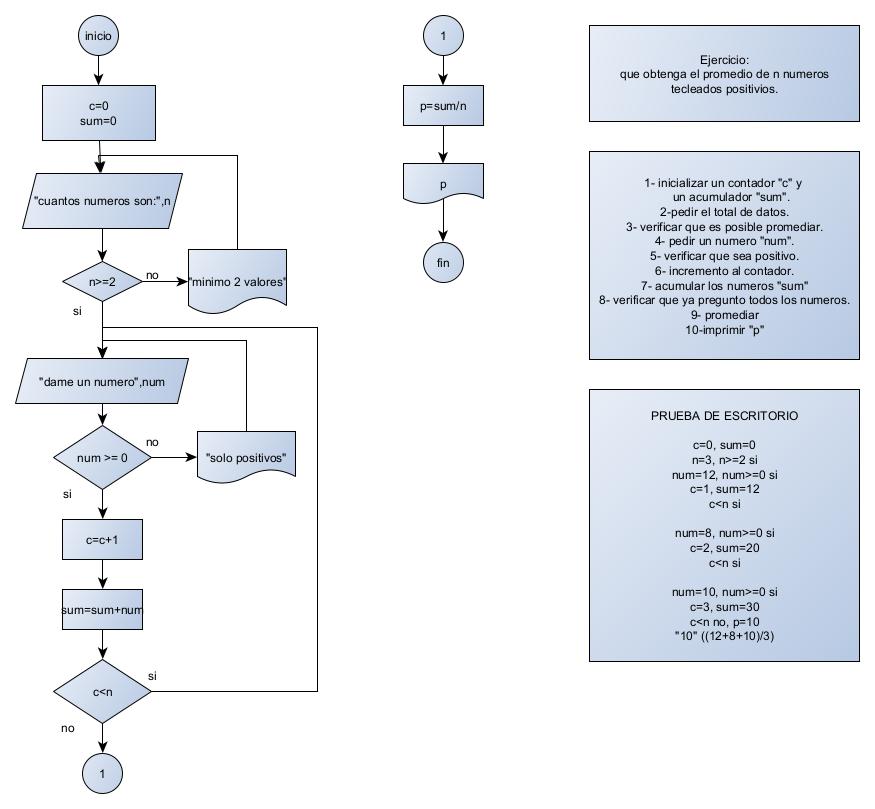 inicio
c=0
sum=0
"cuantos numeros son:",n
n>=2
no
"minimo 2 valores"
si
"dame un numero",num
num >= 0
no
"solo positivos"
si
c=c+1
sum=sum+num
c<n
si
no
1
1
p=sum/n
p
fin
Ejercicio:
que obtenga el promedio de n numeros
tecleados positivios.
1- inicializar un contador "c" y
un acumulador "sum".
2-pedir el total de datos.
3- verificar que es posible promediar.
4- pedir un numero "num".
5- verificar que sea positivo.
6- incremento al contador.
7- acumular los numeros "sum"
8- verificar que ya pregunto todos los numeros.
9- promediar
10-imprimir "p"
PRUEBA DE ESCRITORIO
c=0, sum=0
n=3, n>=2 si
num=12, num>=0 si
c=1, sum=12
c<n si
num=8, num>=0 si
c=2, sum=20
c<n si
num=10, num>=0 si
c=3, sum=30
c<n no, p=10
"10" ((12+8+10)/3)